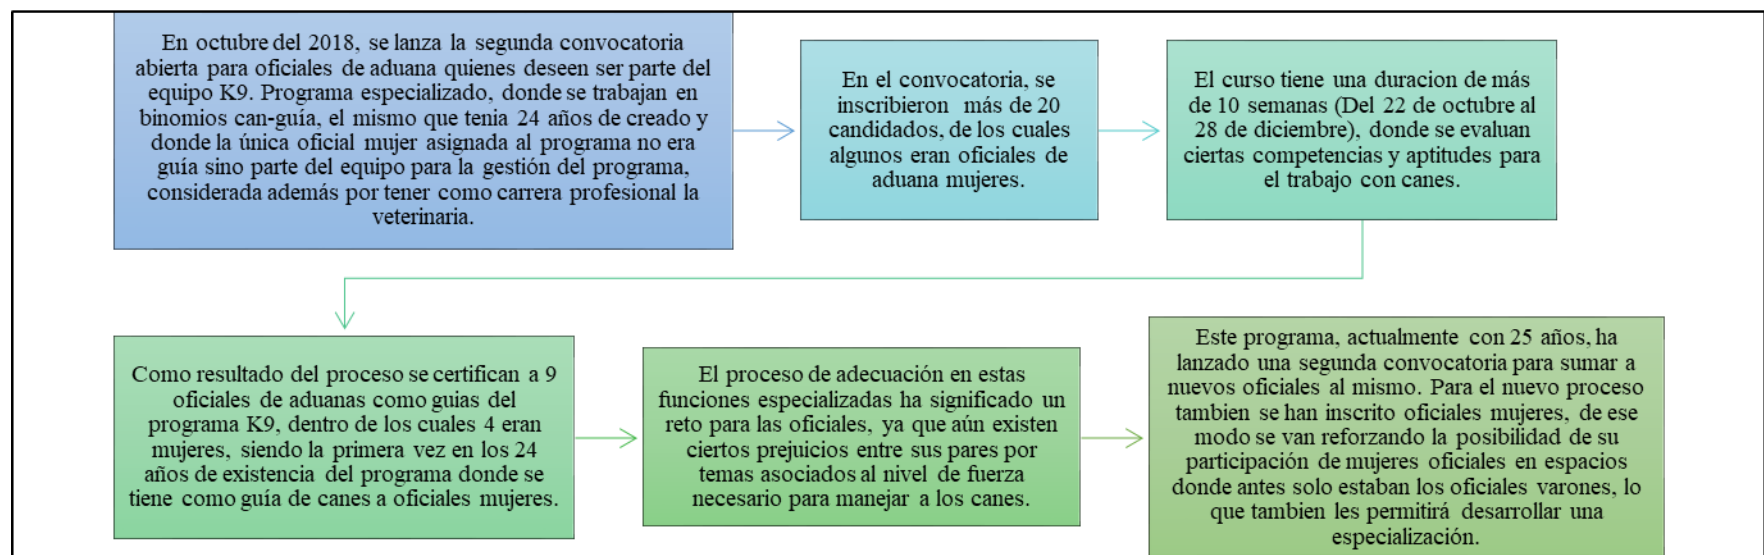 En octubre del 2018, se lanza la segunda convocatoria
abierta para oficiales de aduana quienes deseen ser parte del
equipo K9. Programa especializado, donde se trabajan en
binomios can-guía, el mismo que tenia 24 años de creado y
donde la única oficial mujer asignada al programa no era
guía sino parte del equipo para la gestión del programa,
considerada además por tener como carrera profesional la
veterinaria.
En el convocatoria, se
inscribieron más de 20
candidados, de los cuales
algunos eran oficiales de
aduana mujeres.
El curso tiene una duracion de más
de 10 semanas (Del 22 de octubre al
28 de diciembre), donde se evaluan
ciertas competencias y aptitudes para
el trabajo con canes.
Como resultado del proceso se certifican a 9
oficiales de aduanas como guias del
programa K9, dentro de los cuales 4 eran
mujeres, siendo la primera vez en los 24
años de existencia del programa donde se
tiene como guía de canes a oficiales mujeres.
El proceso de adecuación en estas
funciones especializadas ha significado un
reto para las oficiales, ya que aún existen
ciertos prejuicios entre sus pares por
temas asociados al nivel de fuerza
necesario para manejar a los canes.
Este programa, actualmente con 25 años, ha
lanzado una segunda convocatoria para sumar a
nuevos oficiales al mismo. Para el nuevo proceso
tambien se han inscrito oficiales mujeres, de ese
modo se van reforzando la posibilidad de su
participación de mujeres oficiales en espacios
donde antes solo estaban los oficiales varones, lo
que tambien les permitirá desarrollar una
especialización.